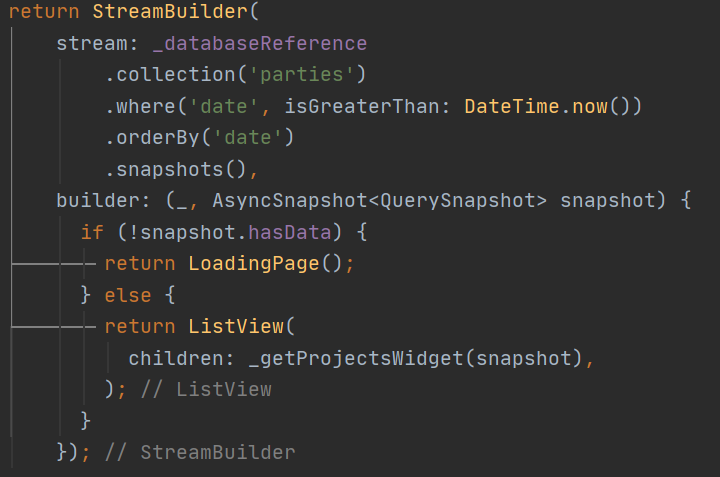 return StreamBuilder(
    stream: _databaseReference
        .collection('parties')
        .where('date', isGreaterThan: DateTime.now())
        .orderBy('date')
        .snapshots(),
    builder: (_, AsyncSnapshot<QuerySnapshot> snapshot) {
      if (!snapshot.hasData) {
        return LoadingPage();
      } else {
        return ListView(
          children: _getProjectsWidget(snapshot),
        ); // ListView
      }
    }); // StreamBuilder